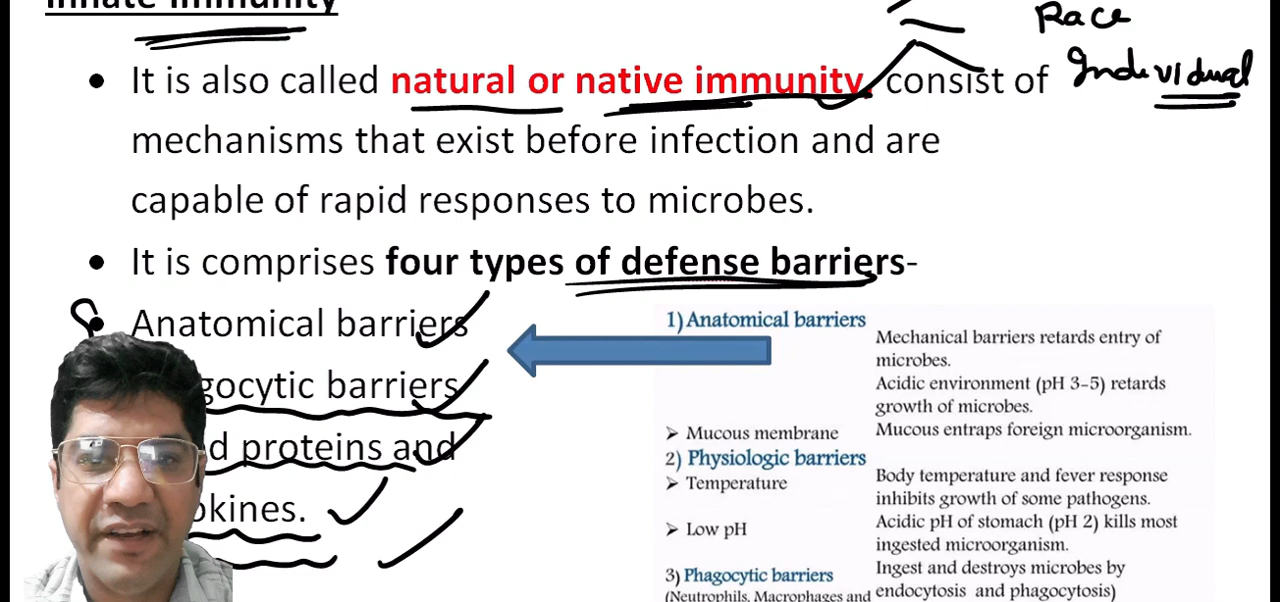 Innate Immunity
Race
Individual
• It is also called natural or native immunity, consist of
mechanisms that exist before infection and are
capable of rapid responses to microbes.
• It is comprises four types of defense barriers-
• Anatomical barriers
gocytic barriers
d proteins and
okines.
1) Anatomical barriers
Mechanical barriers retards entry of
microbes.
Acidic environment (pH 3-5) retards
growth of microbes.
➢ Mucous membrane
Mucous entraps foreign microorganism.
2) Physiologic barriers
➢ Temperature
Body temperature and fever response
inhibits growth of some pathogens.
➢ Low pH
Acidic pH of stomach (pH 2) kills most
ingested microorganism.
3) Phagocytic barriers
(Neutrophils, Macrophages and
Ingest and destroys microbes by
endocytosis and phagocytosis)